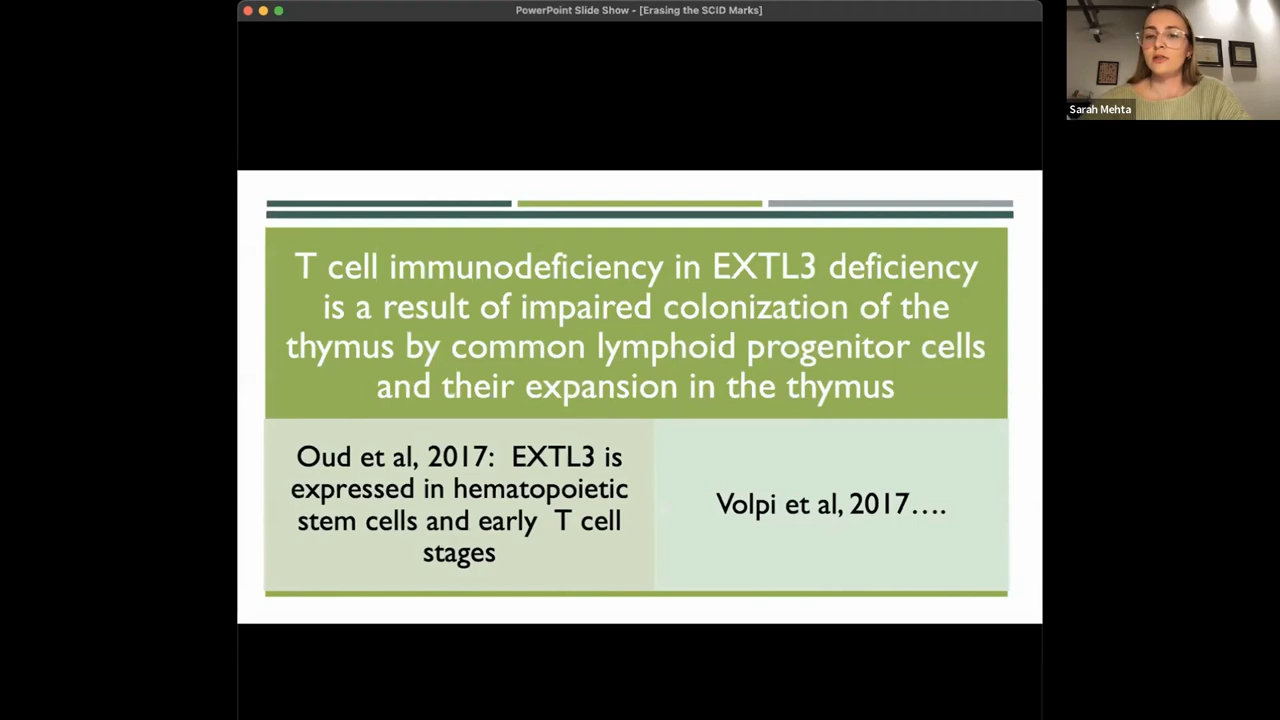 PowerPoint Slide Show - [Erasing the SCID Marks]
Sarah Mehta
T cell immunodeficiency in EXTL3 deficiency
is a result of impaired colonization of the
thymus by common lymphoid progenitor cells
and their expansion in the thymus
Oud et al, 2017: EXTL3 is
expressed in hematopoietic
stem cells and early T cell
stages
Volpi et al, 2017….